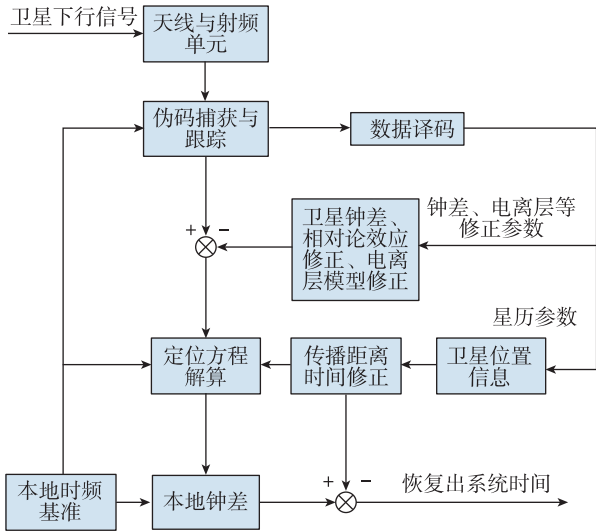 卫星下行信号
天线与射频
单元
伪码捕获与
跟踪
数据译码
+
−
卫星钟差、
相对论效应
修正、电离
层模型修正
钟差、电离层等
修正参数
星历参数
定位方程
解算
传播距离
时间修正
卫星位置
信息
本地时频
基准
本地钟差
+
−
恢复出系统时间